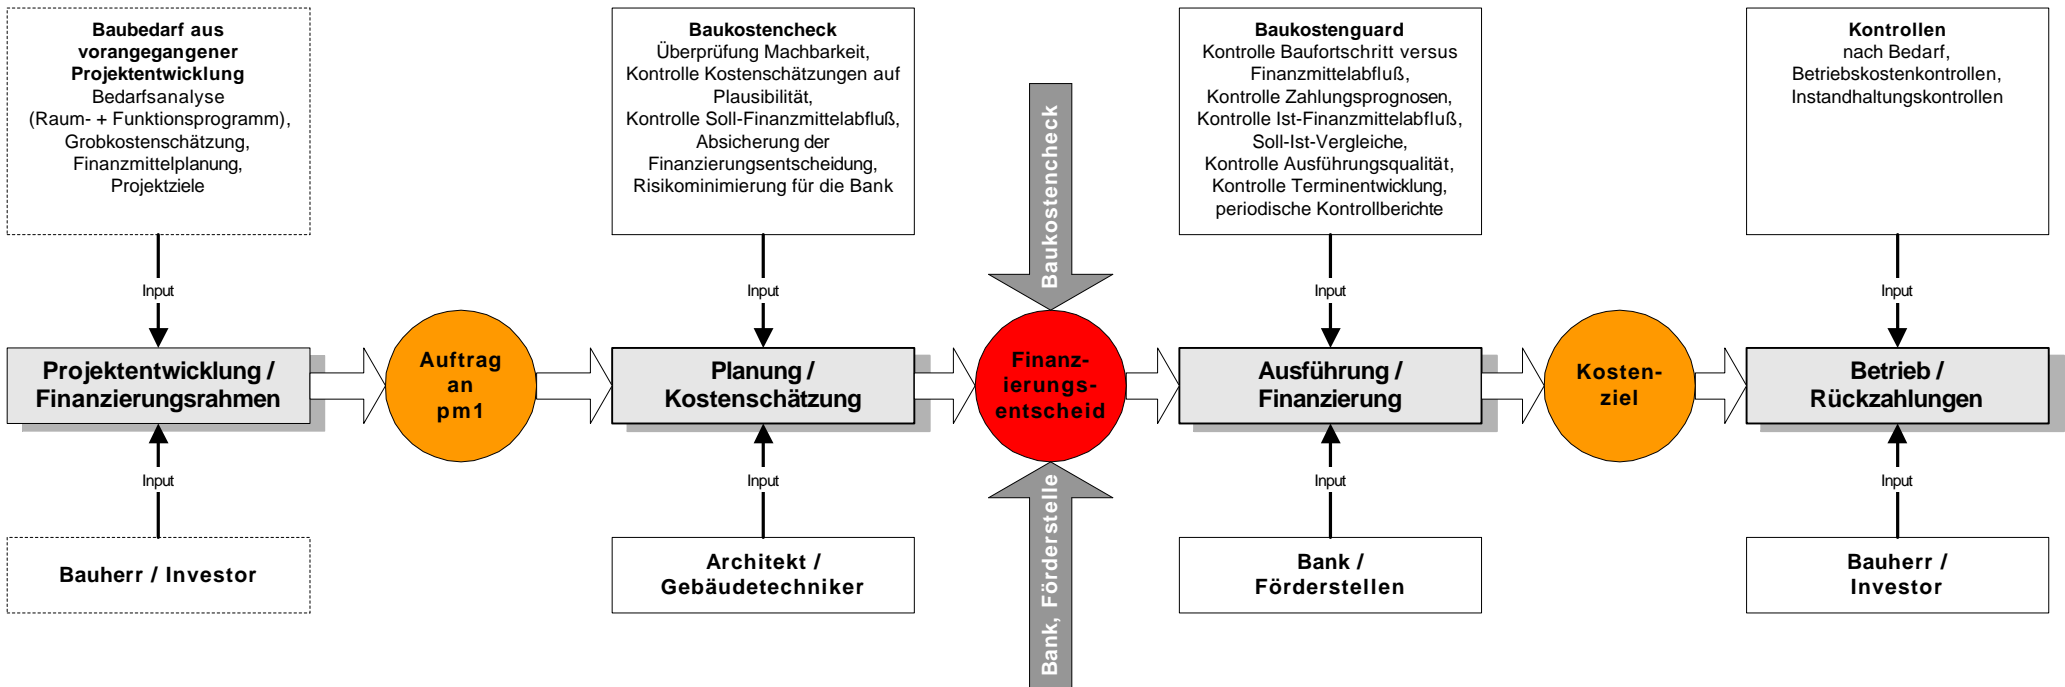 Baubedarf aus
vorangegangener
Projektentwicklung
Bedarfsanalyse
(Raum- + Funktionsprogramm),
Grobkostenschätzung,
Finanzmittelplanung,
Projektziele
Baukostencheck
Überprüfung Machbarkeit,
Kontrolle Kostenschätzungen auf
Plausibilität,
Kontrolle Soll-Finanzmittelabfluß,
Absicherung der
Finanzierungsentscheidung,
Risikominimierung für die Bank
Baukostencheck
Baukostenguard
Kontrolle Baufortschritt versus
Finanzmittelabfluß,
Kontrolle Zahlungsprognosen,
Kontrolle Ist-Finanzmittelabfluß,
Soll-Ist-Vergleiche,
Kontrolle Ausführungsqualität,
Kontrolle Terminentwicklung,
periodische Kontrollberichte
Kontrollen
nach Bedarf,
Betriebskostenkontrollen,
Instandhaltungskontrollen
Input
Input
Input
Input
Projektentwicklung /
Finanzierungsrahmen
Auftrag
an
pm1
Planung /
Kostenschätzung
Finanz-
ierungs-
entscheid
Ausführung /
Finanzierung
Kosten-
ziel
Betrieb /
Rückzahlungen
Input
Input
Input
Input
Bauherr / Investor
Architekt /
Gebäudetechniker
Bank, Förderstelle
Bank /
Förderstellen
Bauherr /
Investor